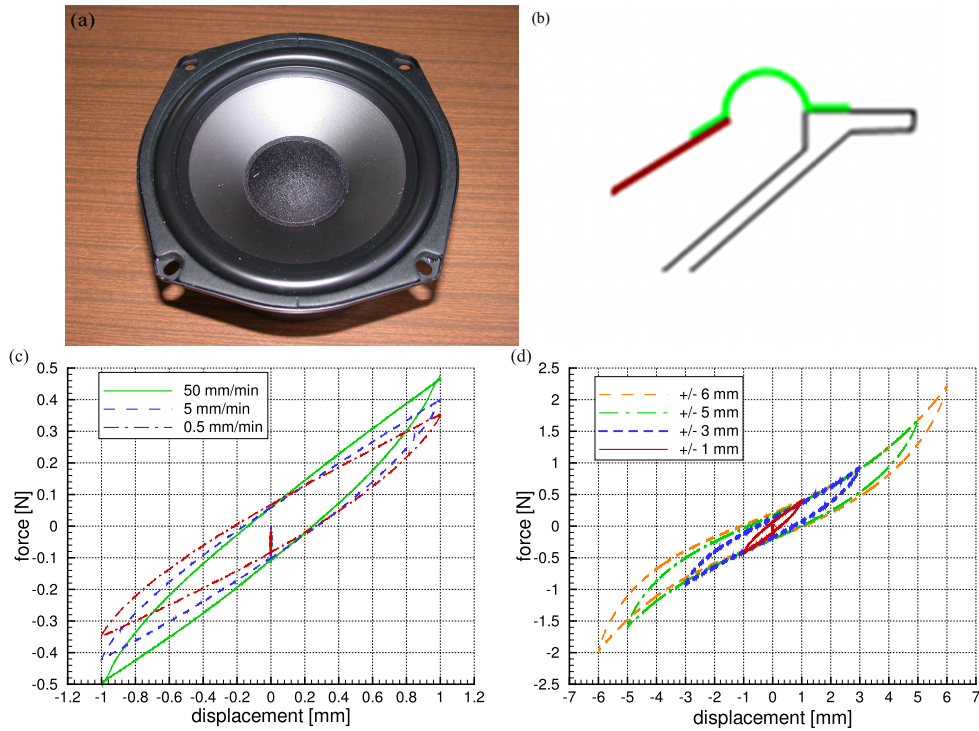 (a)
(b)
(c)
(d)
0.5
0.4
0.3
0.2
0.1
0
-0.1
-0.2
-0.3
-0.4
-0.5
force [N]
50 mm/min
5 mm/min
0.5 mm/min
-1.2 -1 -0.8 -0.6 -0.4 -0.2 0 0.2 0.4 0.6 0.8 1 1.2
displacement [mm]
2.5
2
1.5
1
0.5
0
-0.5
-1
-1.5
-2
-2.5
force [N]
+/- 6 mm
+/- 5 mm
+/- 3 mm
+/- 1 mm
-7 -6 -5 -4 -3 -2 -1 0 1 2 3 4 5 6 7
displacement [mm]